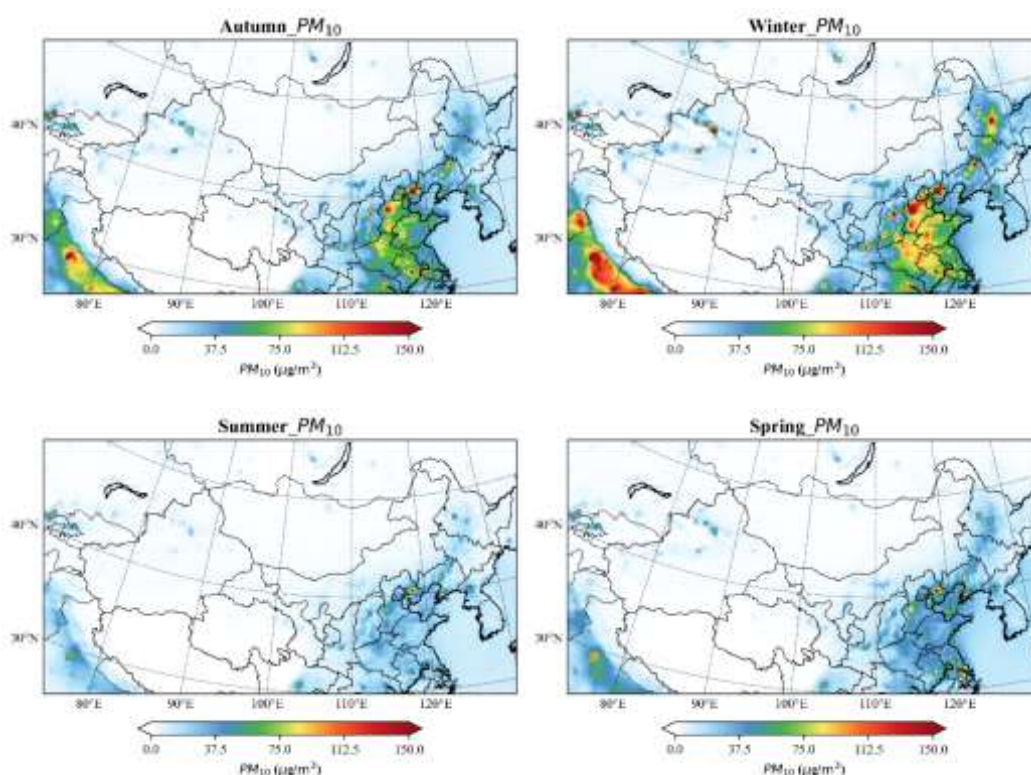 Autumn_PM10 Winter_PM10
40°N 40°N
30°N 30°N
80°E 90°E 100°E 110°E 120°E 80°E 90°E 100°E 110°E 120°E
0.0 37.5 75.0 112.5 150.0 0.0 37.5 75.0 112.5 150.0
PM10 (μg/m²) PM10 (μg/m²)
Summer_PM10 Spring_PM10
40°N 40°N
30°N 30°N
80°E 90°E 100°E 110°E 120°E 80°E 90°E 100°E 110°E 120°E
0.0 37.5 75.0 112.5 150.0 0.0 37.5 75.0 112.5 150.0
PM10 (μg/m²) PM10 (μg/m²)